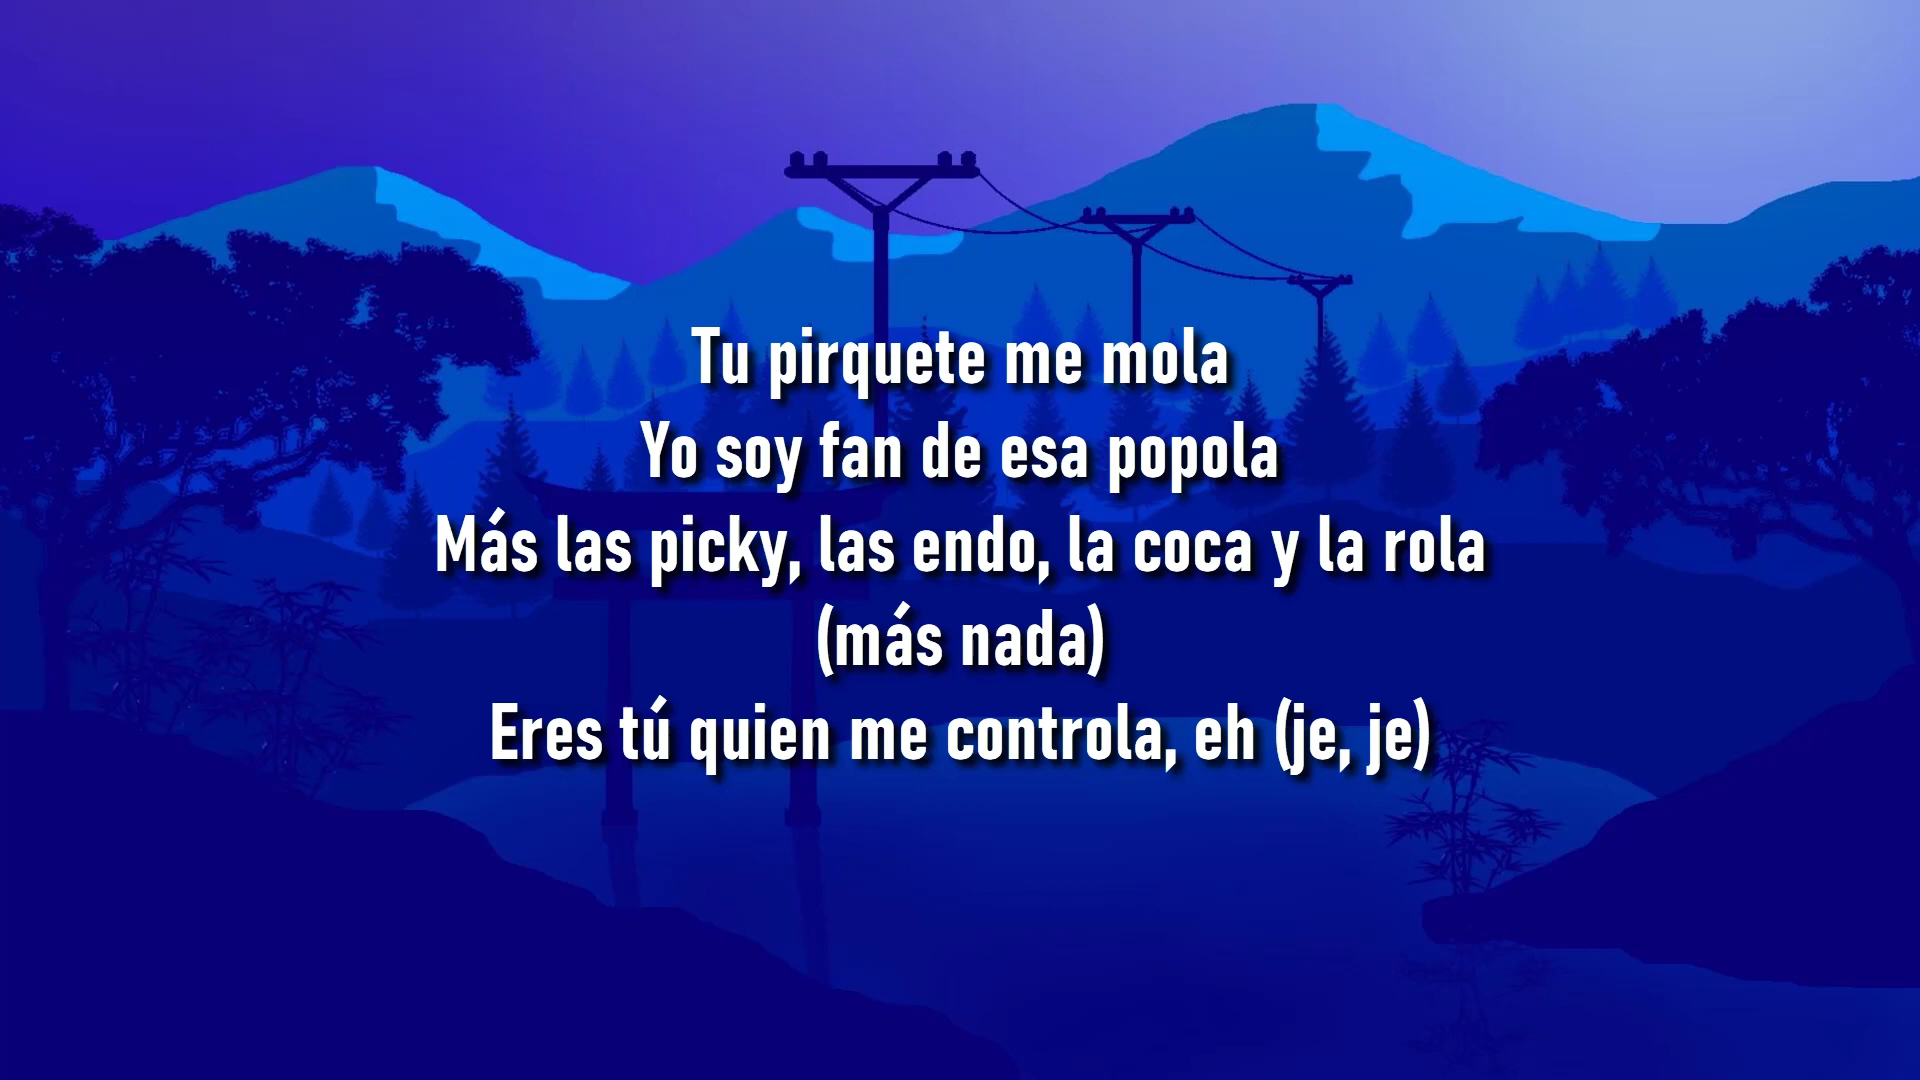 Tu pirquete me mola
Yo soy fan de esa popola
Más las picky, las endo, la coca y la rola
(más nada)
Eres tú quien me controla, eh (je, je)